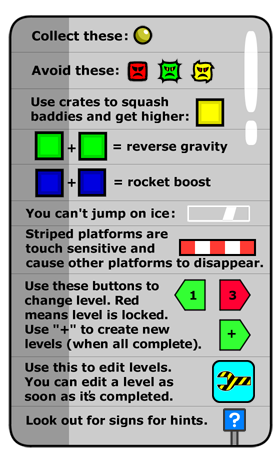 Collect these:
Avoid these:
Use crates to squash
baddies and get higher:
+ = reverse gravity
+ = rocket boost
You can't jump on ice:
Striped platforms are
touch sensitive and
cause other platforms to disappear.
Use these buttons to
change level. Red
means level is locked.
Use "+" to create new
levels (when all complete).
1 3
+
Use this to edit levels.
You can edit a level as
soon as it's completed.
Look out for signs for hints.
?
!